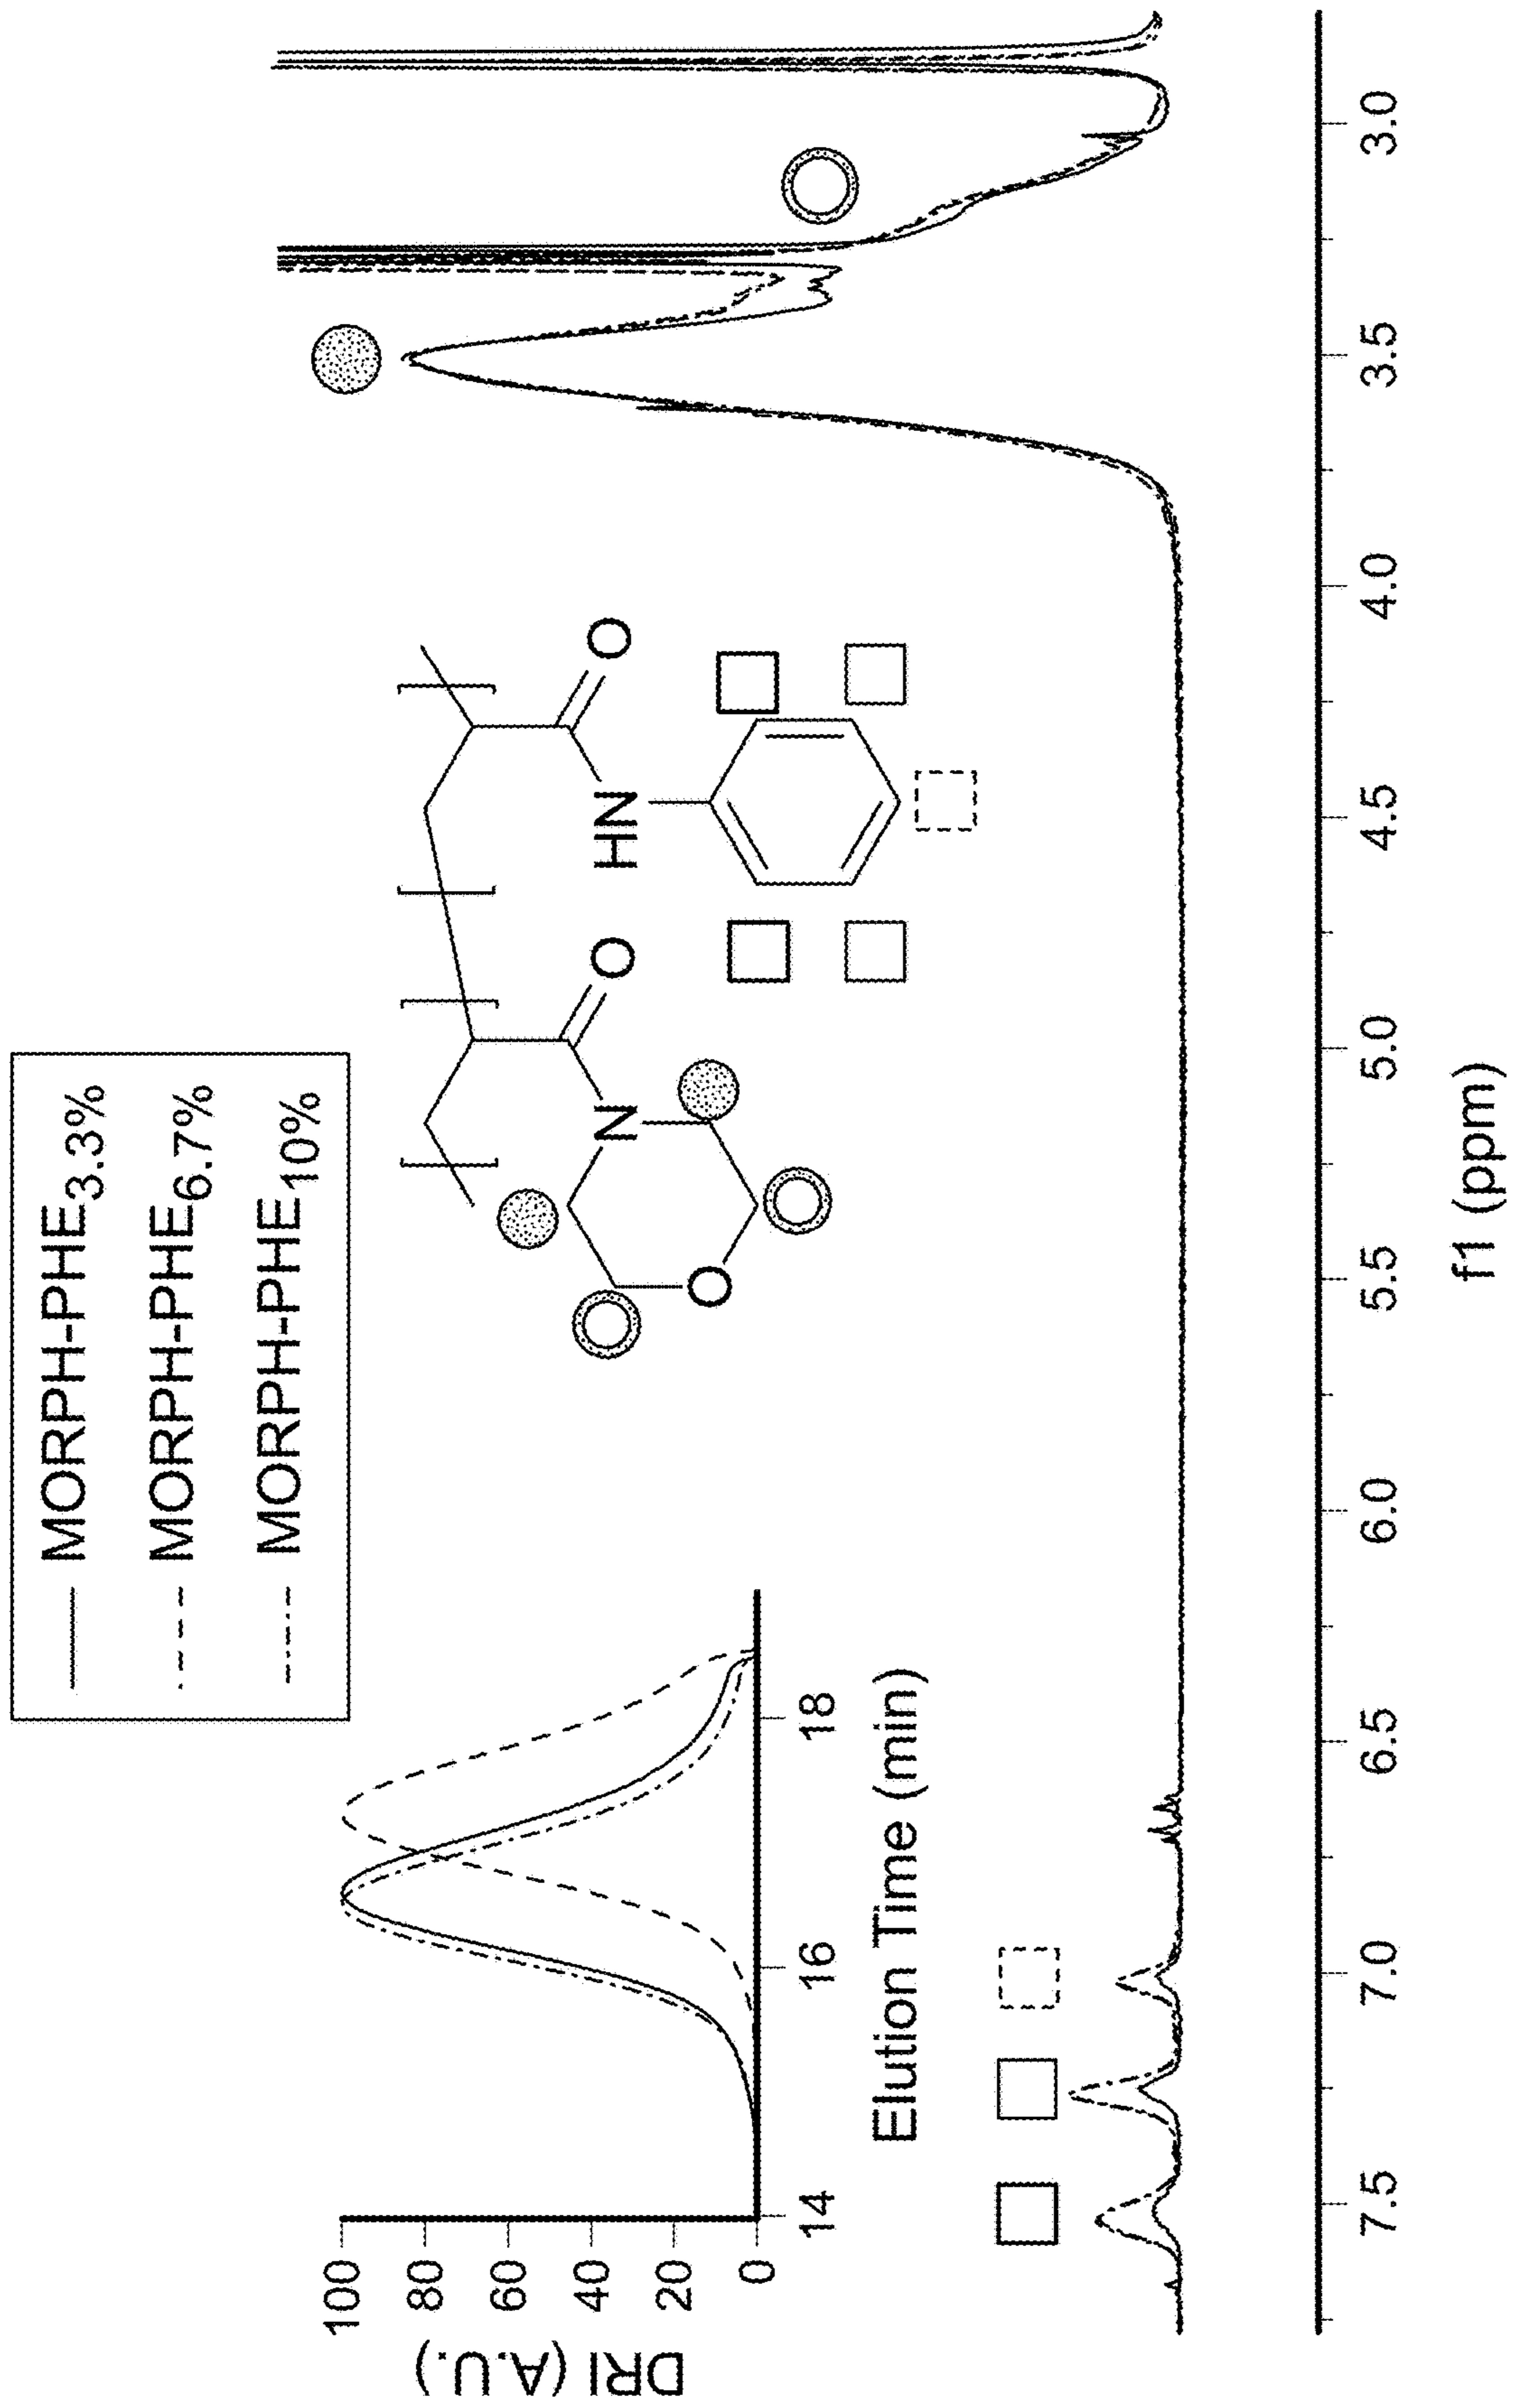 MORPH-PHE3.3%
MORPH-PHE6.7%
MORPH-PHE10%
DRI (A.U.)
100
80
60
40
20
0
14
16
18
Elution Time (min)
O
N
O
HN
O
7.5
7.0
6.5
6.0
5.5
5.0
4.5
4.0
3.5
3.0
f1 (ppm)